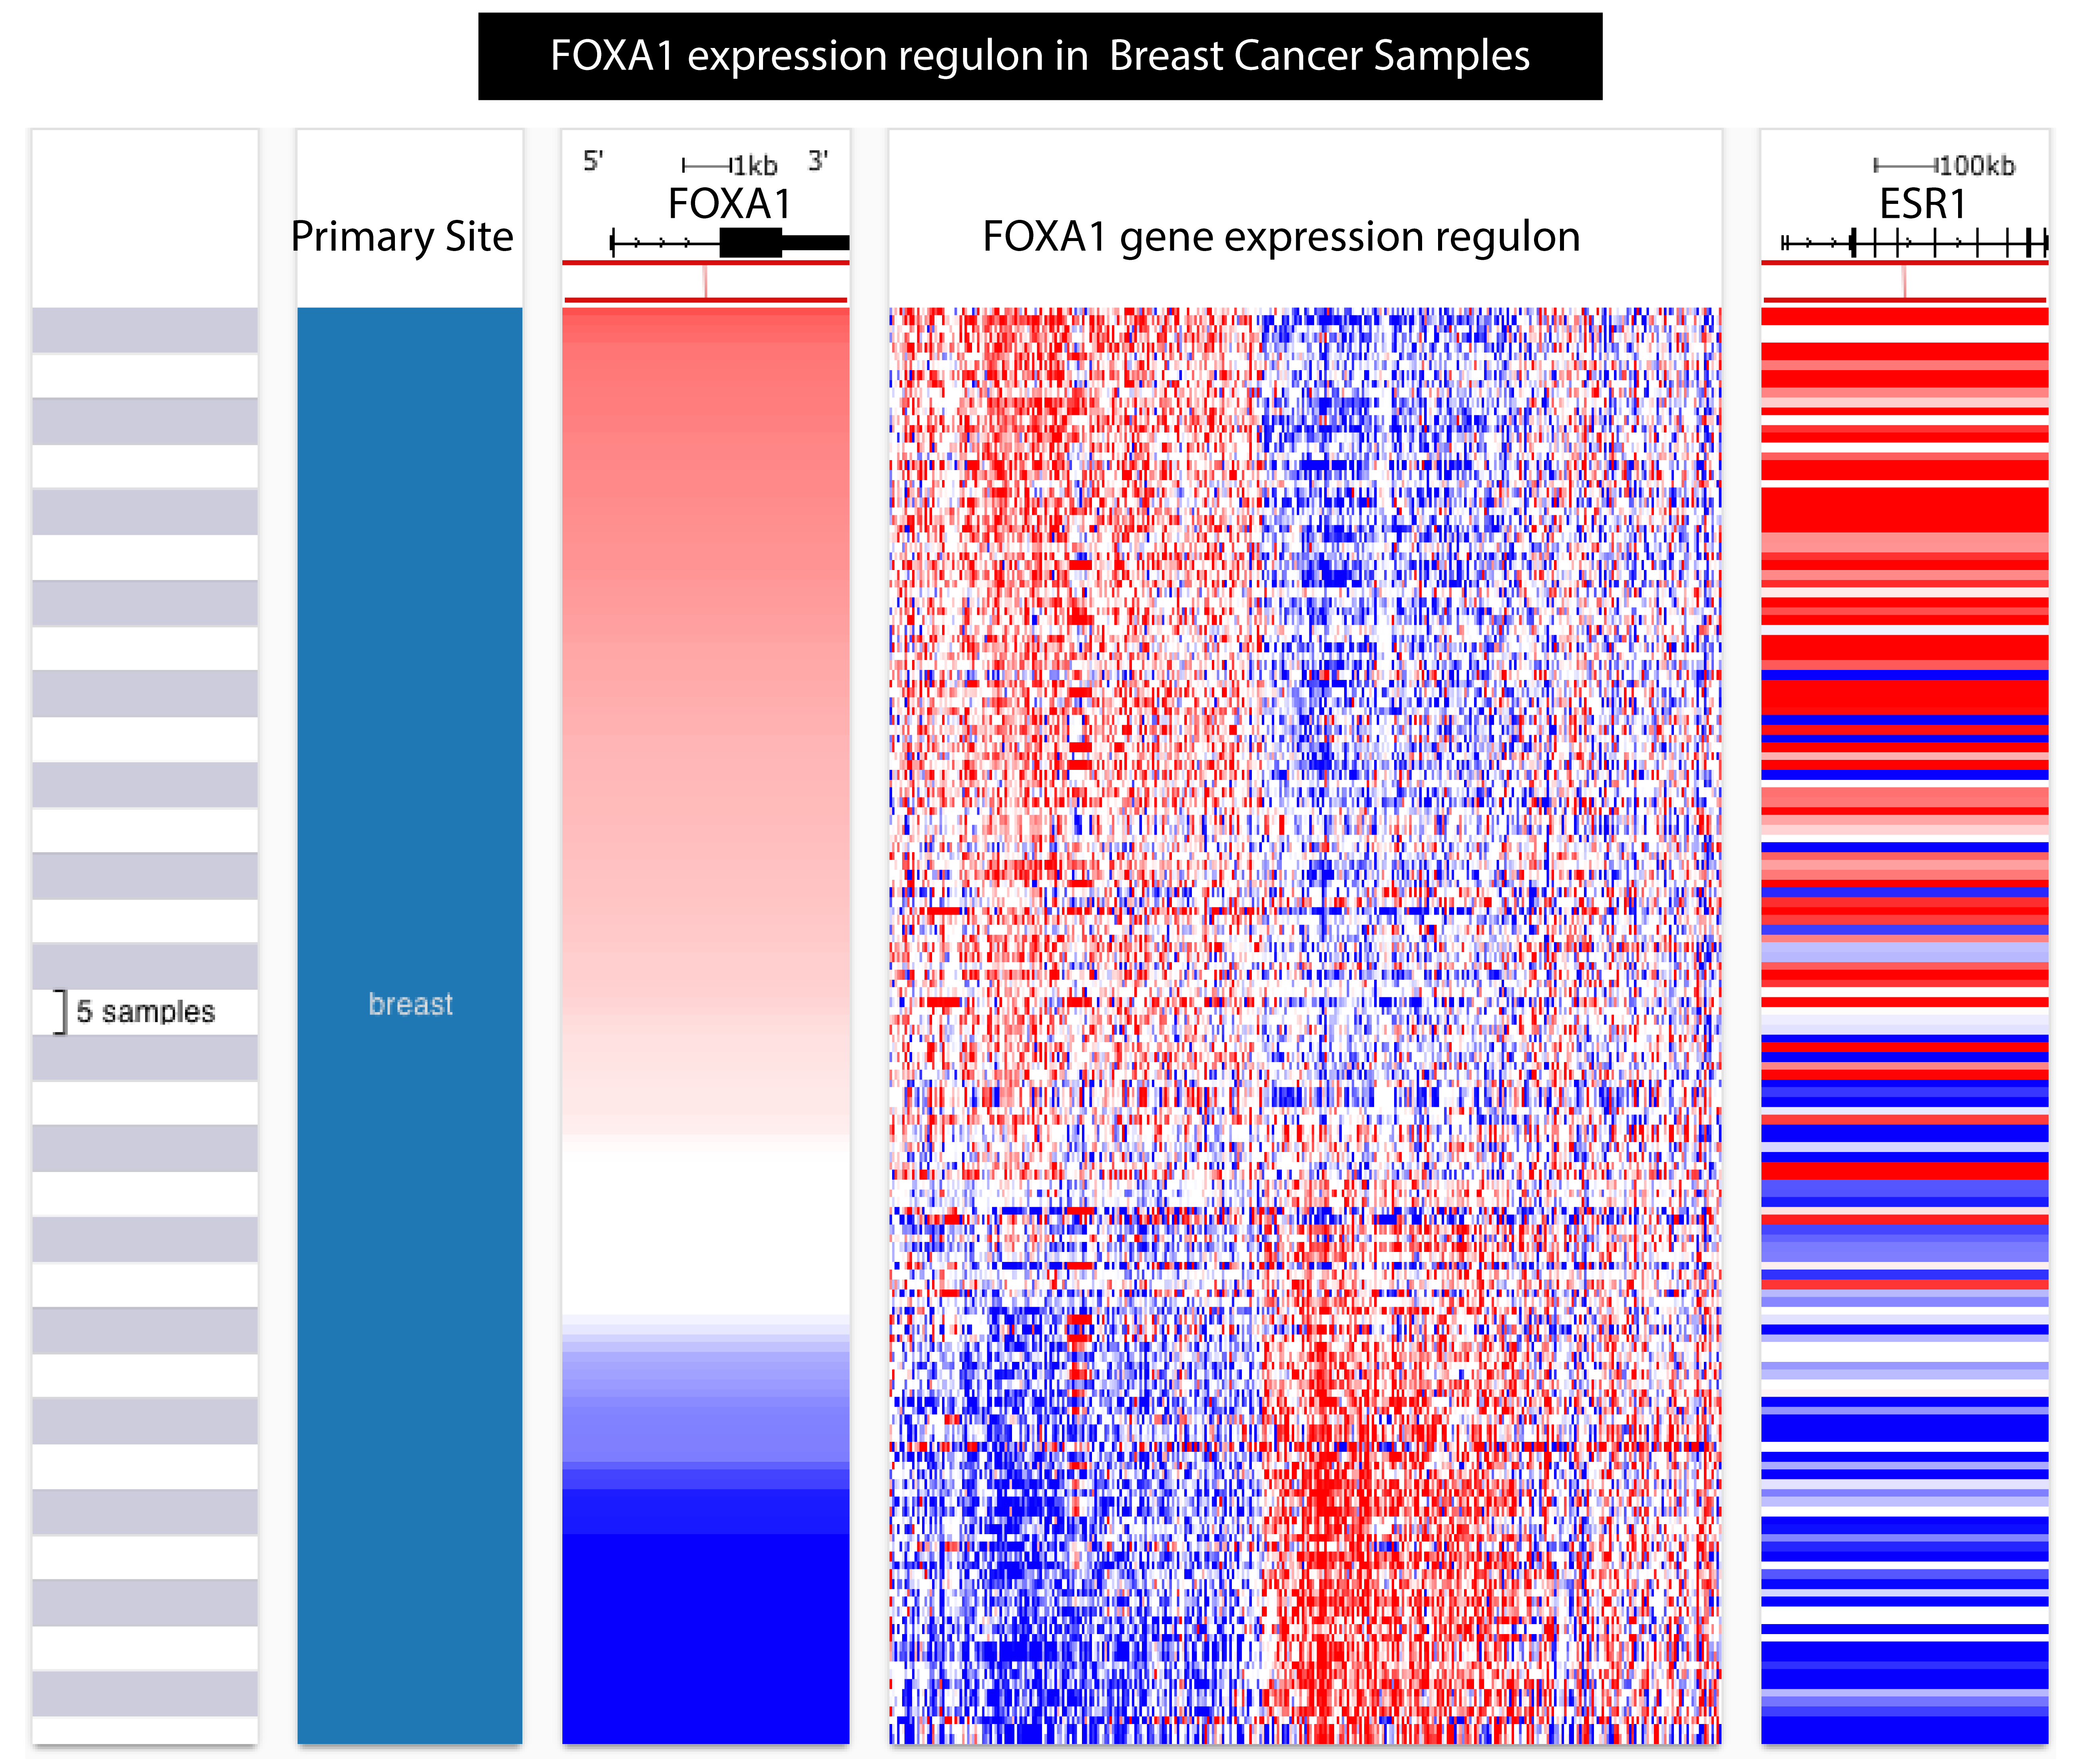 FOXA1 expression regulon in Breast Cancer Samples
Primary Site
5' 1kb 3'
FOXA1
FOXA1 gene expression regulon
100kb
ESR1
5 samples
breast